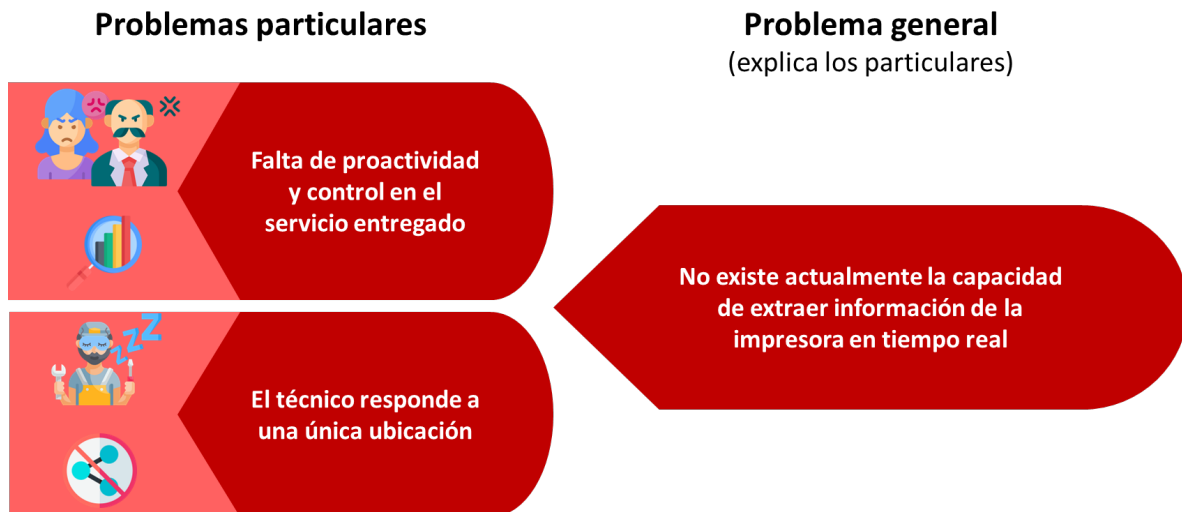 Problemas particulares
Problema general
(explica los particulares)
Falta de proactividad
y control en el
servicio entregado
No existe actualmente la capacidad
de extraer información de la
impresora en tiempo real
zzZ
El técnico responde a
una única ubicación